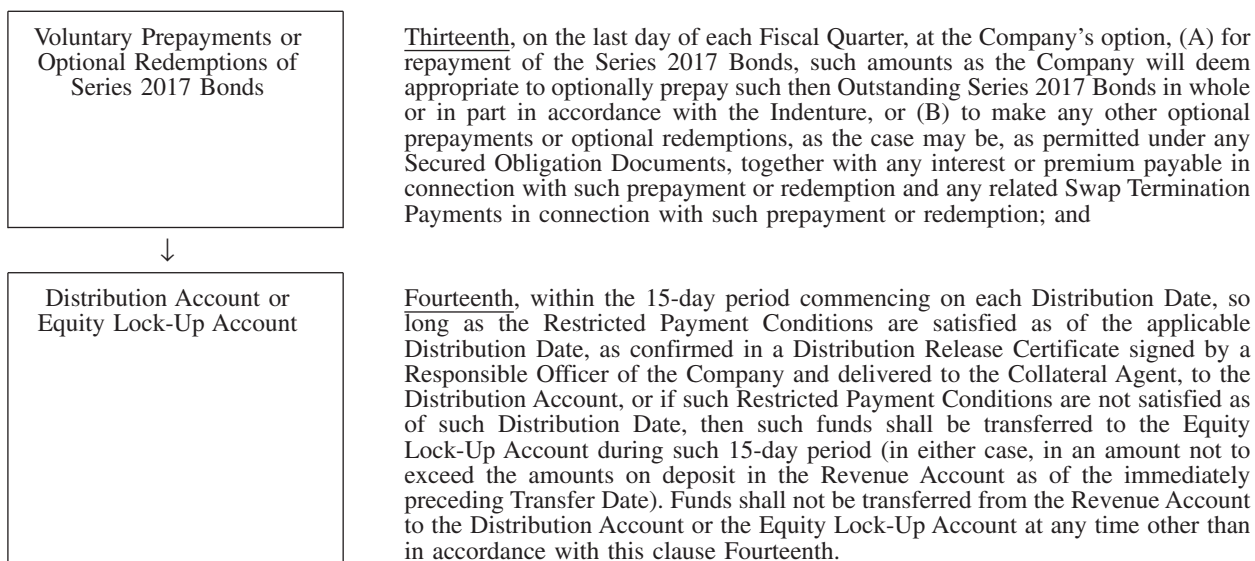 Voluntary Prepayments or
Optional Redemptions of
Series 2017 Bonds
Thirteenth, on the last day of each Fiscal Quarter, at the Company’s option, (A) for
repayment of the Series 2017 Bonds, such amounts as the Company will deem
appropriate to optionally prepay such then Outstanding Series 2017 Bonds in whole
or in part in accordance with the Indenture, or (B) to make any other optional
prepayments or optional redemptions, as the case may be, as permitted under any
Secured Obligation Documents, together with any interest or premium payable in
connection with such prepayment or redemption and any related Swap Termination
Payments in connection with such prepayment or redemption; and
↓
Distribution Account or
Equity Lock-Up Account
Fourteenth, within the 15-day period commencing on each Distribution Date, so
long as the Restricted Payment Conditions are satisfied as of the applicable
Distribution Date, as confirmed in a Distribution Release Certificate signed by a
Responsible Officer of the Company and delivered to the Collateral Agent, to the
Distribution Account, or if such Restricted Payment Conditions are not satisfied as
of such Distribution Date, then such funds shall be transferred to the Equity
Lock-Up Account during such 15-day period (in either case, in an amount not to
exceed the amounts on deposit in the Revenue Account as of the immediately
preceding Transfer Date). Funds shall not be transferred from the Revenue Account
to the Distribution Account or the Equity Lock-Up Account at any time other than
in accordance with this clause Fourteenth.